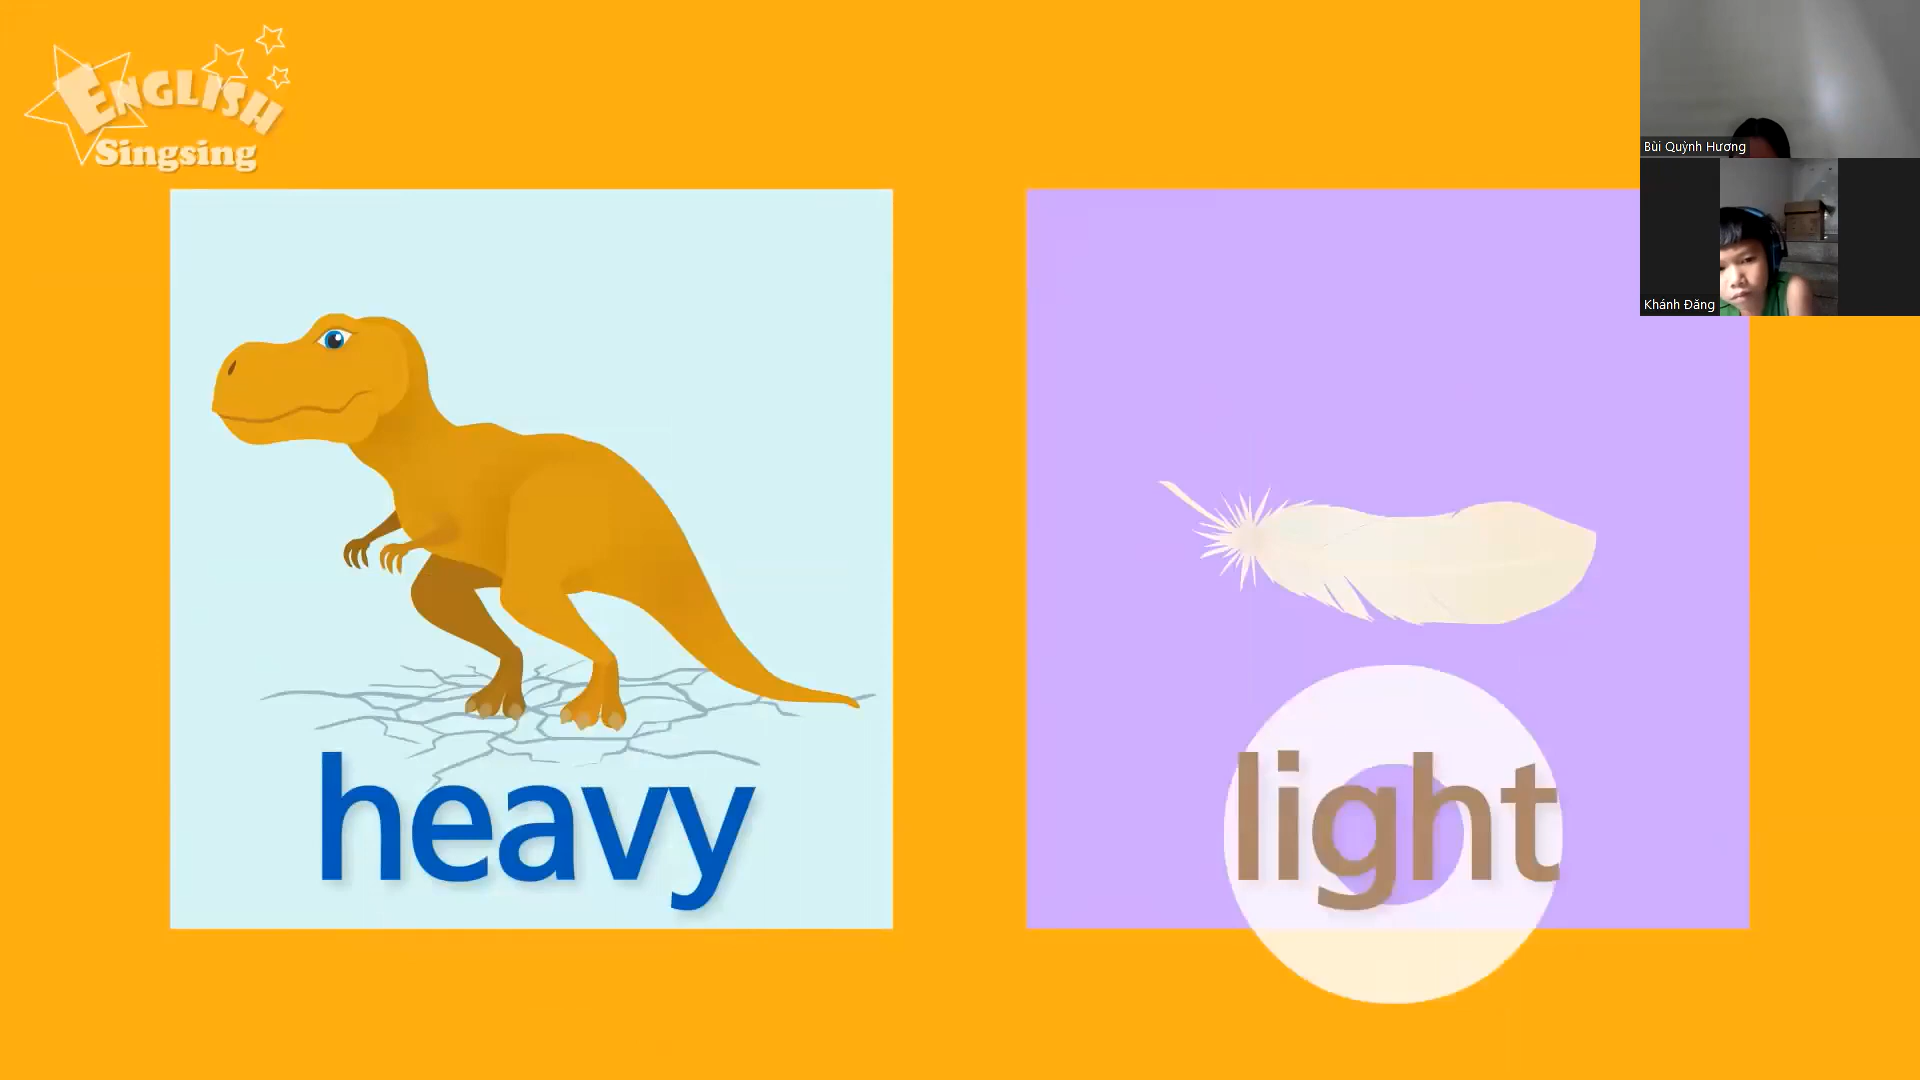 ENGLISH
Singsing
heavy
light
Bùi Quỳnh Hương
Khánh Đăng